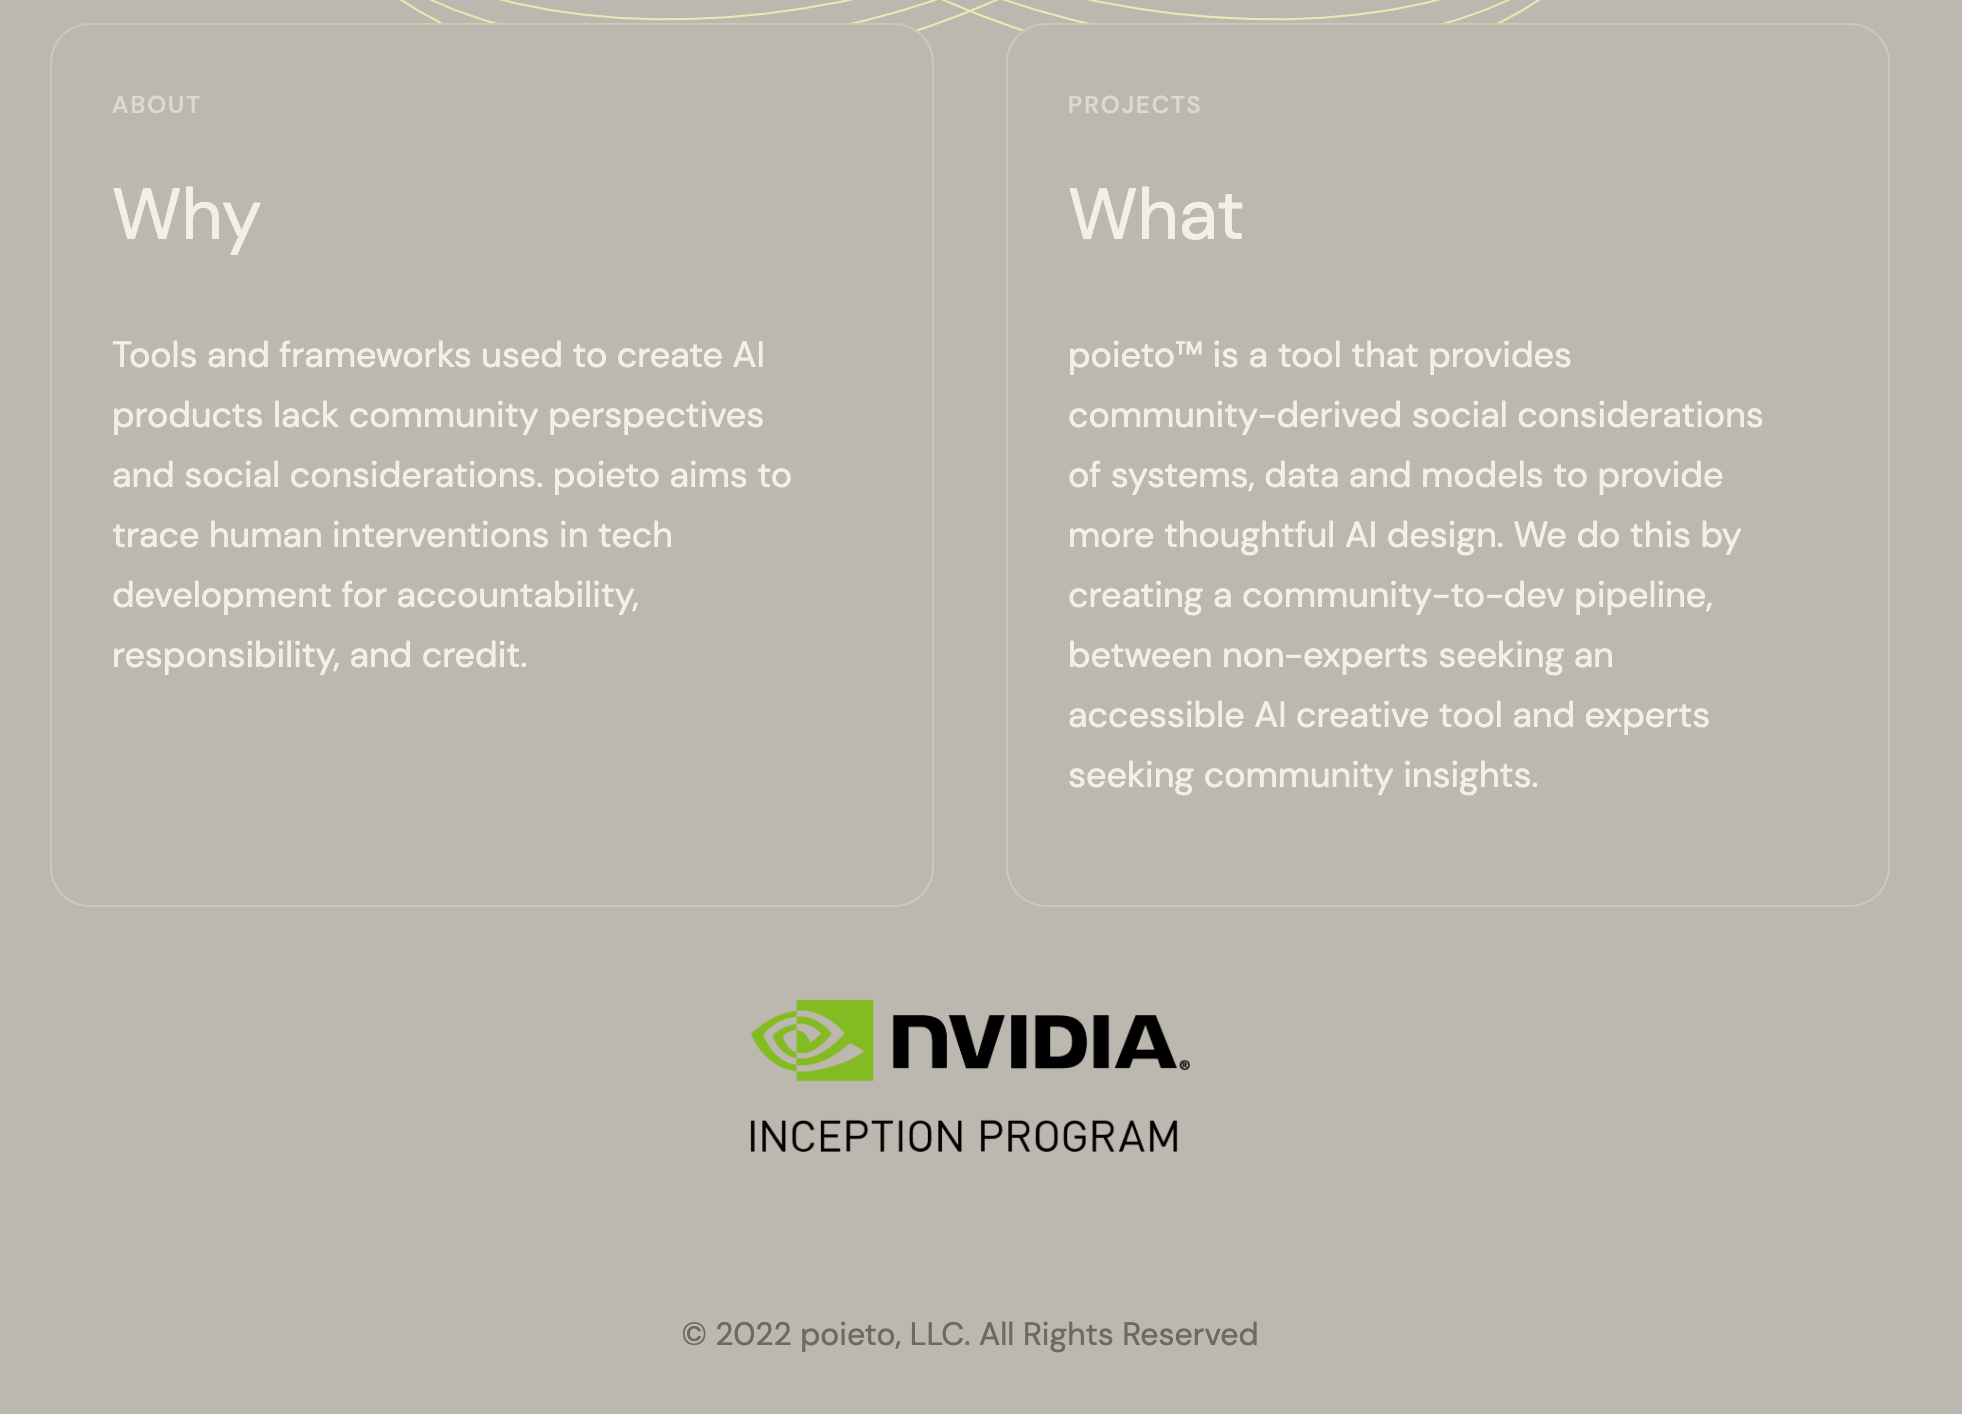 ABOUT
Why
Tools and frameworks used to create AI
products lack community perspectives
and social considerations. poieto aims to
trace human interventions in tech
development for accountability,
responsibility, and credit.
PROJECTS
What
poieto™ is a tool that provides
community-derived social considerations
of systems, data and models to provide
more thoughtful AI design. We do this by
creating a community-to-dev pipeline,
between non-experts seeking an
accessible AI creative tool and experts
seeking community insights.
NVIDIA®
INCEPTION PROGRAM
© 2022 poieto, LLC. All Rights Reserved